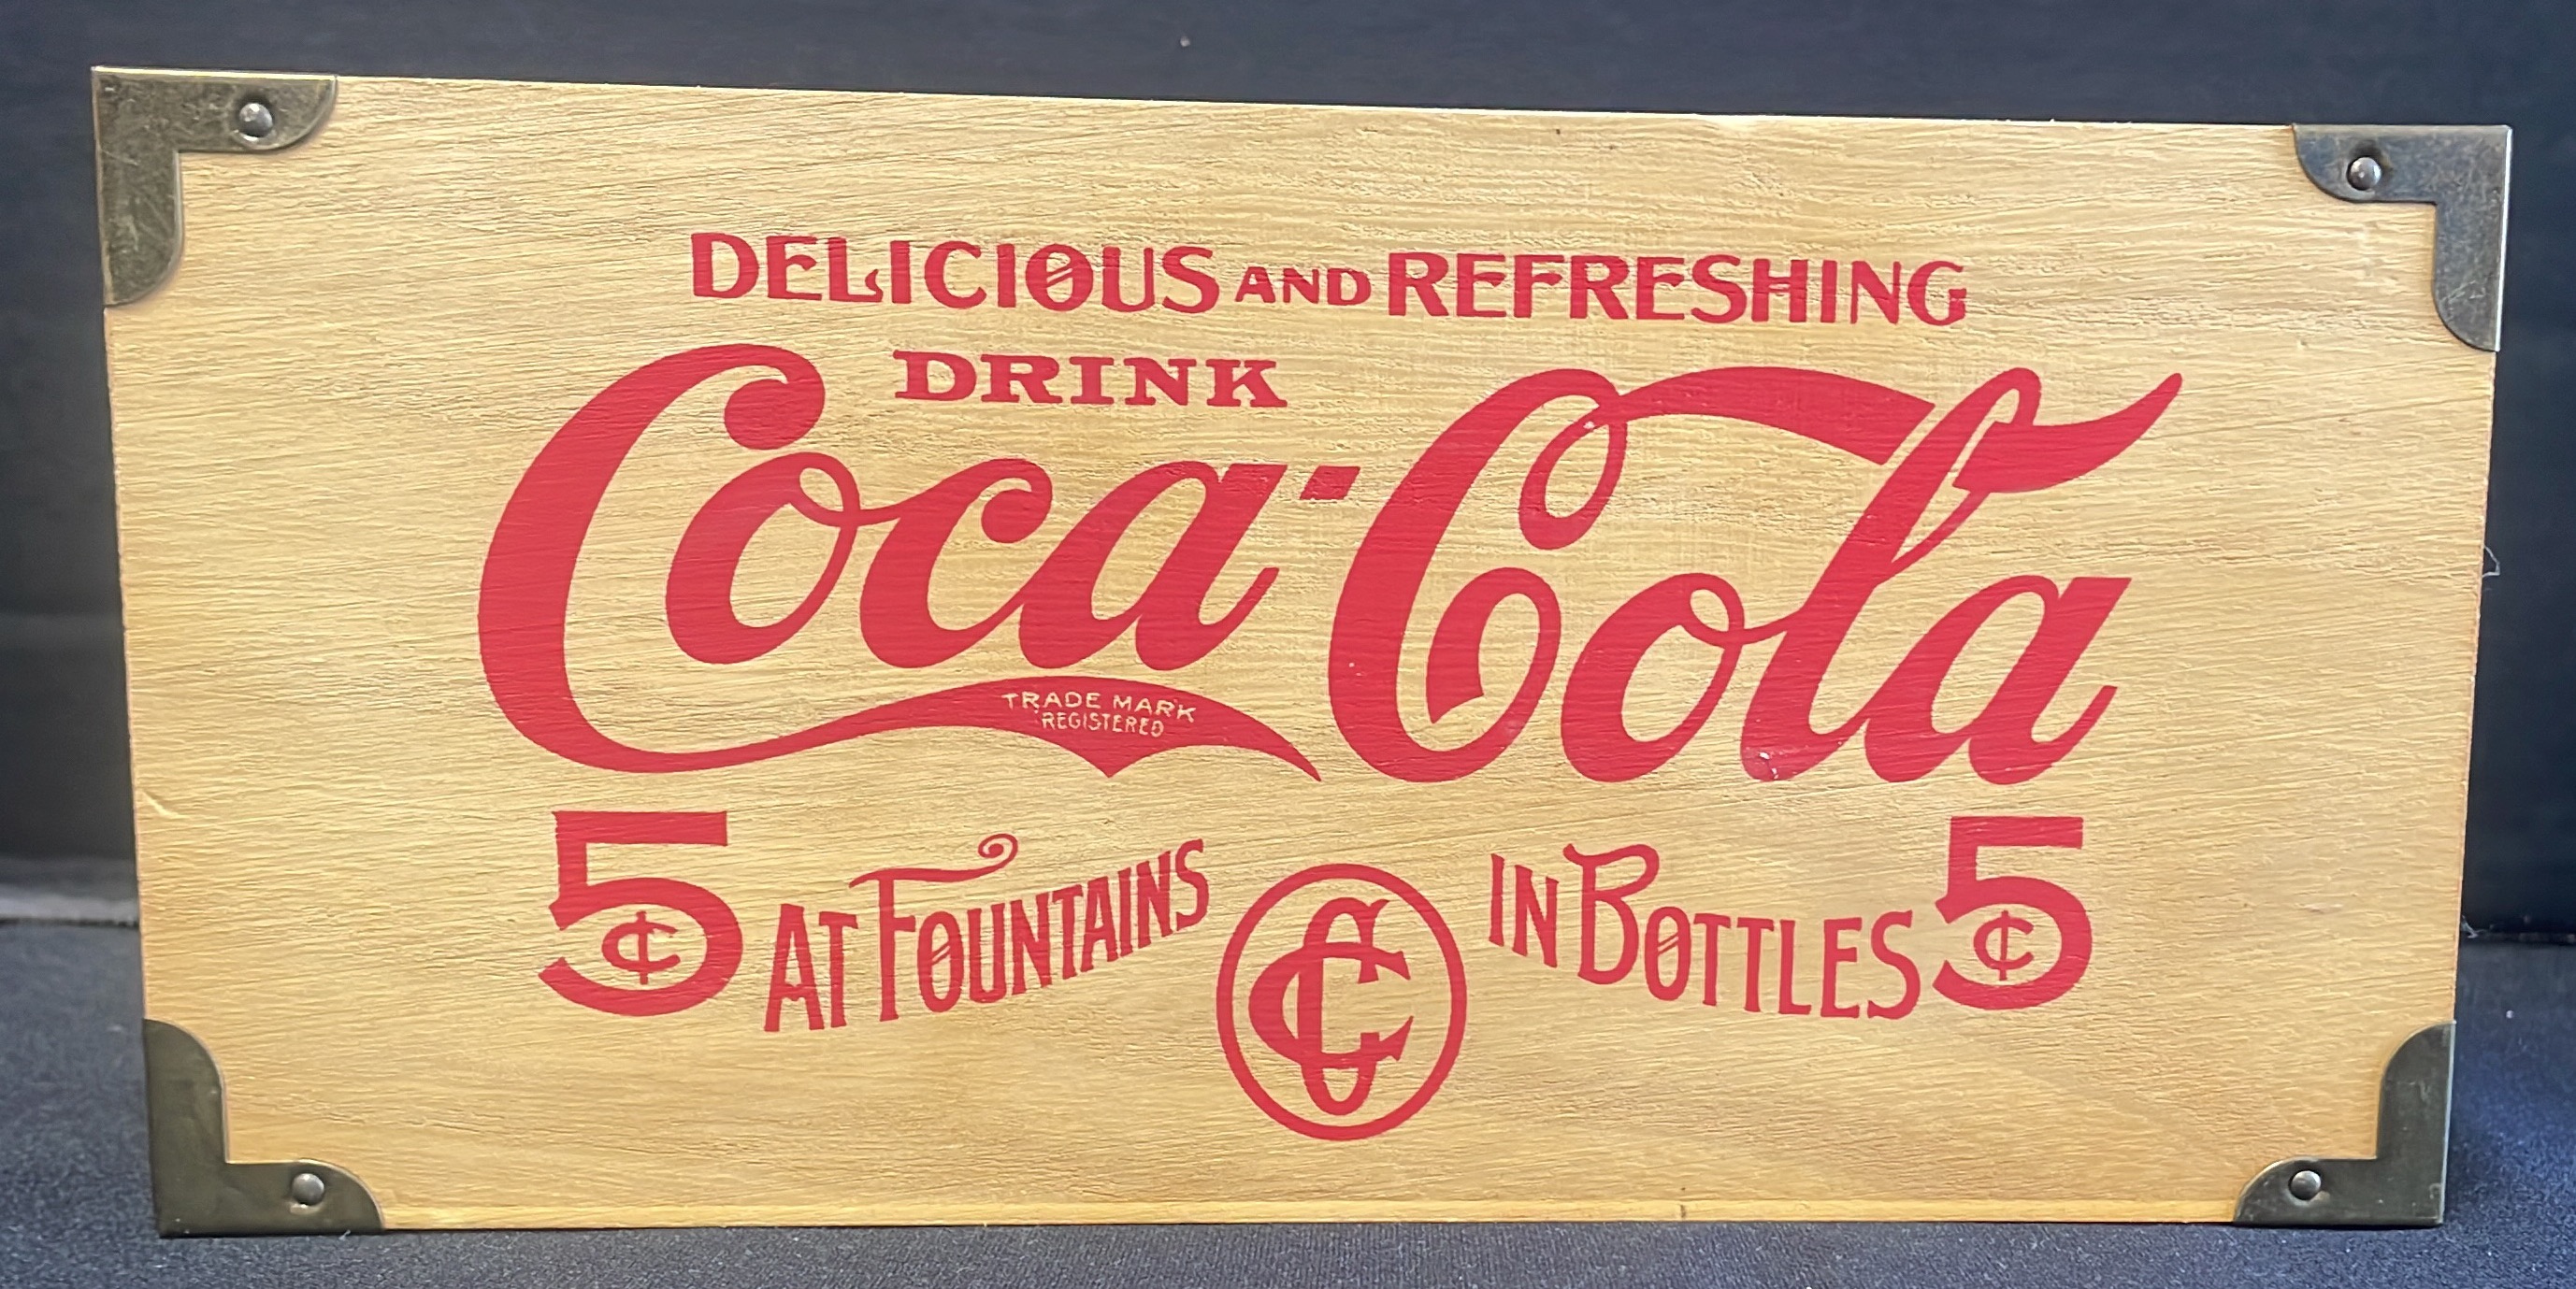 DELICIOUS AND REFRESHING
DRINK
Coca-Cola
TRADE MARK
REGISTERED
5¢ AT FOUNTAINS CC IN BOTTLES 5¢